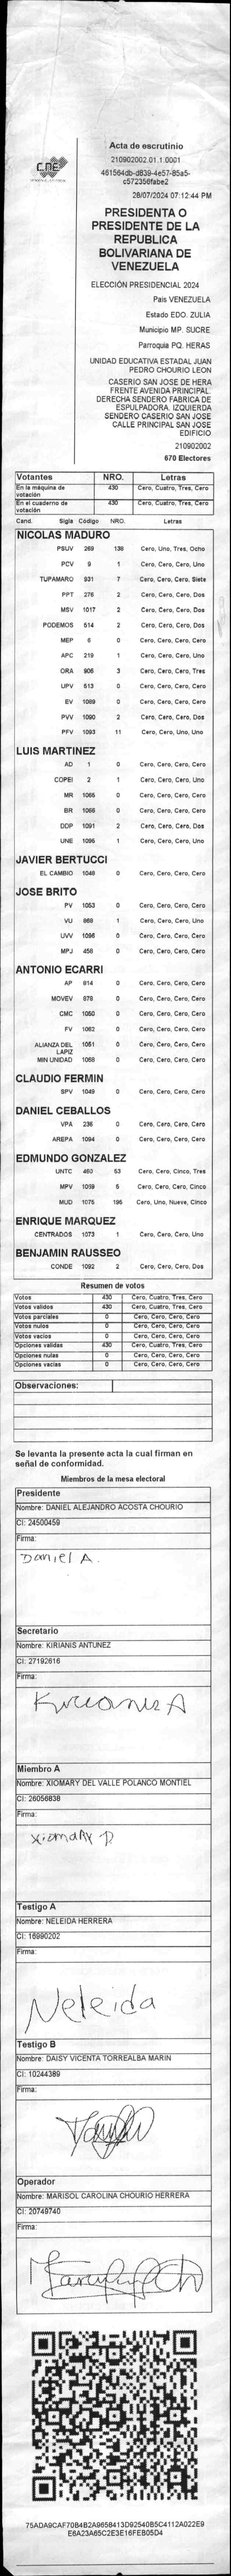 CNE
Acta de escrutinio
210902002.01.1.0001
461564db-d839-4e57-85a5-
c572356fabe2
28/07/2024 07:12:44 PM
PRESIDENTA O
PRESIDENTE DE LA
REPUBLICA
BOLIVARIANA DE
VENEZUELA
ELECCIÓN PRESIDENCIAL 2024
Pais VENEZUELA
Estado EDO. ZULIA
Municipio MP. SUCRE
Parroquia PQ. HERAS
UNIDAD EDUCATIVA ESTADAL JUAN
PEDRO CHOURIO LEON
CASERIO SAN JOSE DE HERA
FRENTE AVENIDA PRINCIPAL.
DERECHA SENDERO FABRICA DE
ESPULPADORA. IZQUIERDA
SENDERO CASERIO SAN JOSE
CALLE PRINCIPAL SAN JOSE
EDIFICIO
210902002
670 Electores
Votantes NRO. Letras
En la máquina de votación 430 Cero, Cuatro, Tres, Cero
En el cuaderno de votación 430 Cero, Cuatro, Tres, Cero
Cand. Sigla Código NRO. Letras
NICOLAS MADURO
PSUV 269 138 Cero, Uno, Tres, Ocho
PCV 9 1 Cero, Cero, Cero, Uno
TUPAMARO 931 7 Cero, Cero, Cero, Siete
PPT 276 2 Cero, Cero, Cero, Dos
MSV 1017 2 Cero, Cero, Cero, Dos
PODEMOS 514 2 Cero, Cero, Cero, Dos
MEP 6 0 Cero, Cero, Cero, Cero
APC 219 1 Cero, Cero, Cero, Uno
ORA 906 3 Cero, Cero, Cero, Tres
UPV 513 0 Cero, Cero, Cero, Cero
EV 1089 0 Cero, Cero, Cero, Cero
PVV 1090 2 Cero, Cero, Cero, Dos
PFV 1093 11 Cero, Cero, Uno, Uno
LUIS MARTINEZ
AD 1 0 Cero, Cero, Cero, Cero
COPEI 2 1 Cero, Cero, Cero, Uno
MR 1065 0 Cero, Cero, Cero, Cero
BR 1066 0 Cero, Cero, Cero, Cero
DDP 1091 2 Cero, Cero, Cero, Dos
UNE 1095 1 Cero, Cero, Cero, Uno
JAVIER BERTUCCI
EL CAMBIO 1048 0 Cero, Cero, Cero, Cero
JOSE BRITO
PV 1053 0 Cero, Cero, Cero, Cero
VU 868 1 Cero, Cero, Cero, Uno
UVV 1096 0 Cero, Cero, Cero, Cero
MPJ 458 0 Cero, Cero, Cero, Cero
ANTONIO ECARRI
AP 814 0 Cero, Cero, Cero, Cero
MOVEV 878 0 Cero, Cero, Cero, Cero
CMC 1050 0 Cero, Cero, Cero, Cero
FV 1062 0 Cero, Cero, Cero, Cero
ALIANZA DEL LAPIZ 1051 0 Cero, Cero, Cero, Cero
MIN UNIDAD 1068 0 Cero, Cero, Cero, Cero
CLAUDIO FERMIN
SPV 1049 0 Cero, Cero, Cero, Cero
DANIEL CEBALLOS
VPA 236 0 Cero, Cero, Cero, Cero
AREPA 1094 0 Cero, Cero, Cero, Cero
EDMUNDO GONZALEZ
UNTC 460 53 Cero, Cero, Cinco, Tres
MPV 1039 5 Cero, Cero, Cero, Cinco
MUD 1075 195 Cero, Uno, Nueve, Cinco
ENRIQUE MARQUEZ
CENTRADOS 1073 1 Cero, Cero, Cero, Uno
BENJAMIN RAUSSEO
CONDE 1092 2 Cero, Cero, Cero, Dos
Resumen de votos
Votos 430 Cero, Cuatro, Tres, Cero
Votos validos 430 Cero, Cuatro, Tres, Cero
Votos parciales 0 Cero, Cero, Cero, Cero
Votos nulos 0 Cero, Cero, Cero, Cero
Votos vacios 0 Cero, Cero, Cero, Cero
Opciones validas 430 Cero, Cuatro, Tres, Cero
Opciones nulas 0 Cero, Cero, Cero, Cero
Opciones vacias 0 Cero, Cero, Cero, Cero
Observaciones:
Se levanta la presente acta la cual firman en
señal de conformidad.
Miembros de la mesa electoral
Presidente
Nombre: DANIEL ALEJANDRO ACOSTA CHOURIO
CI: 24500459
Firma:
Daniel A.
Secretario
Nombre: KIRIANIS ANTUNEZ
CI: 27192616
Firma:
Kirianis A
Miembro A
Nombre: XIOMARY DEL VALLE POLANCO MONTIEL
CI: 26056838
Firma:
Xiomary P
Testigo A
Nombre: NELEIDA HERRERA
CI: 16990202
Firma:
Neleida
Testigo B
Nombre: DAISY VICENTA TORREALBA MARIN
CI: 10244389
Firma:
Operador
Nombre: MARISOL CAROLINA CHOURIO HERRERA
CI: 20749740
Firma:
75ADA9CAF70B4B2A9658413D92540B5C4112A022E9
E6A23A65C2E3E16FEB05D4